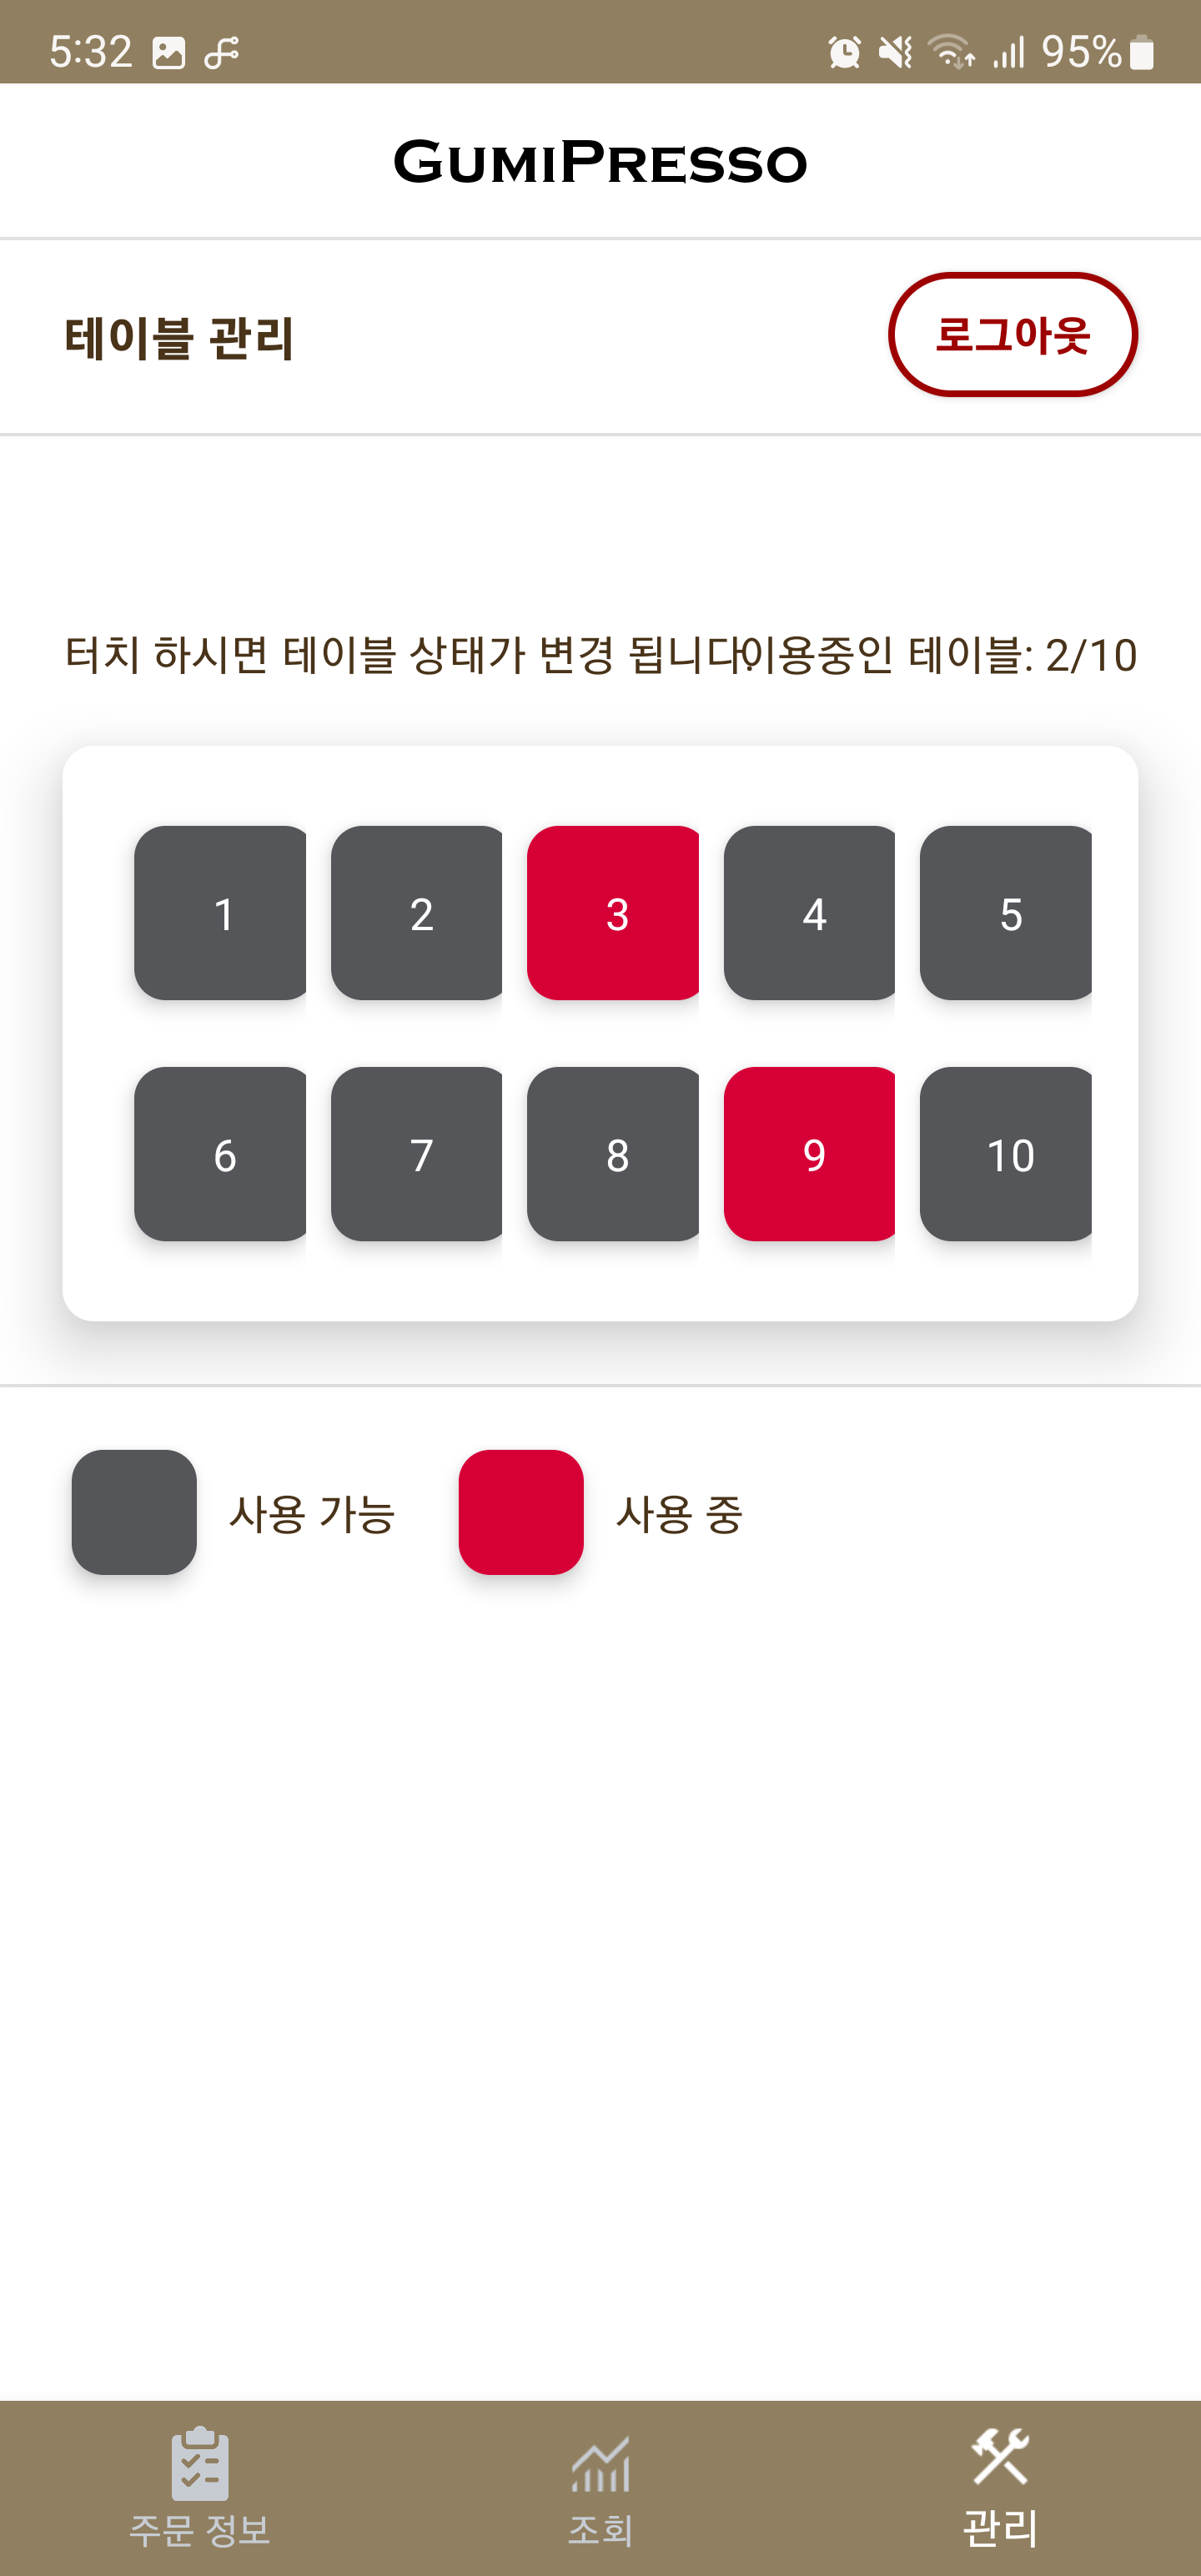 5:32 95%
GumiPresso
테이블 관리 로그아웃
터치 하시면 테이블 상태가 변경 됩니다. 이용중인 테이블: 2/10
1 2 3 4 5
6 7 8 9 10
사용 가능 사용 중
주문 정보 조회 관리